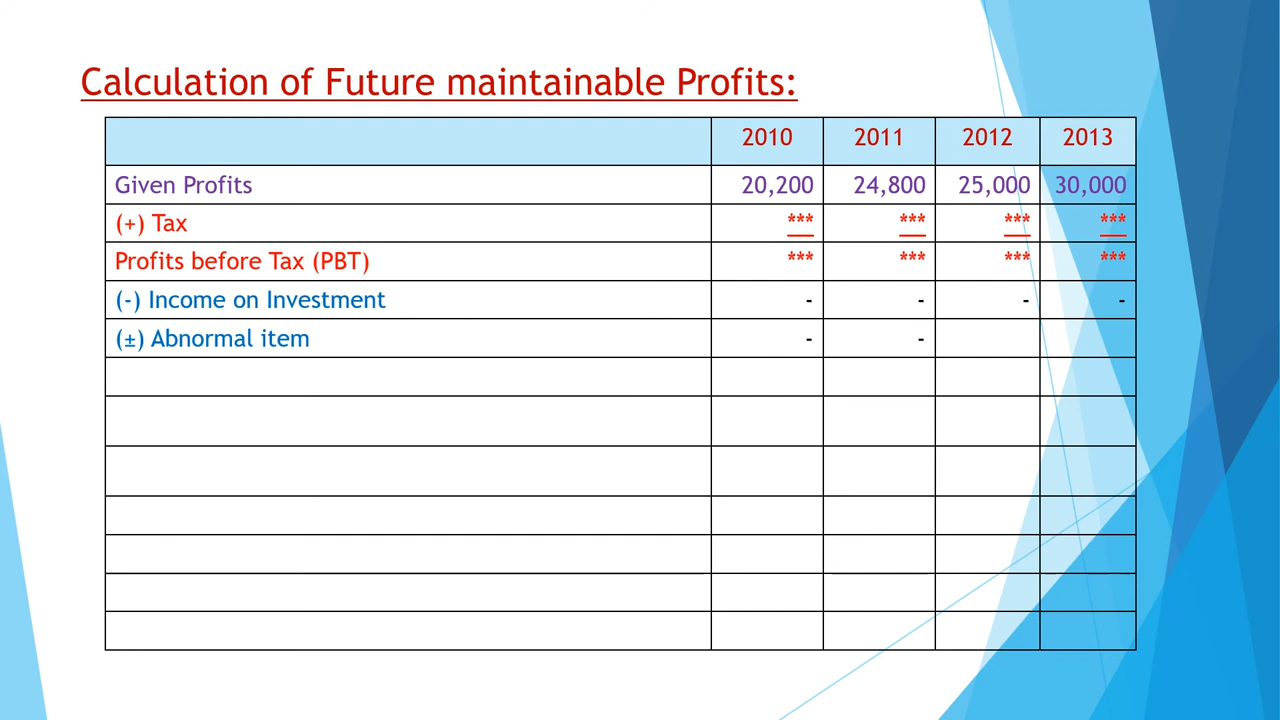 Calculation of Future maintainable Profits:
2010 2011 2012 2013
Given Profits 20,200 24,800 25,000 30,000
(+) Tax *** *** *** ***
Profits before Tax (PBT) *** *** *** ***
(-) Income on Investment - - - -
(±) Abnormal item - -